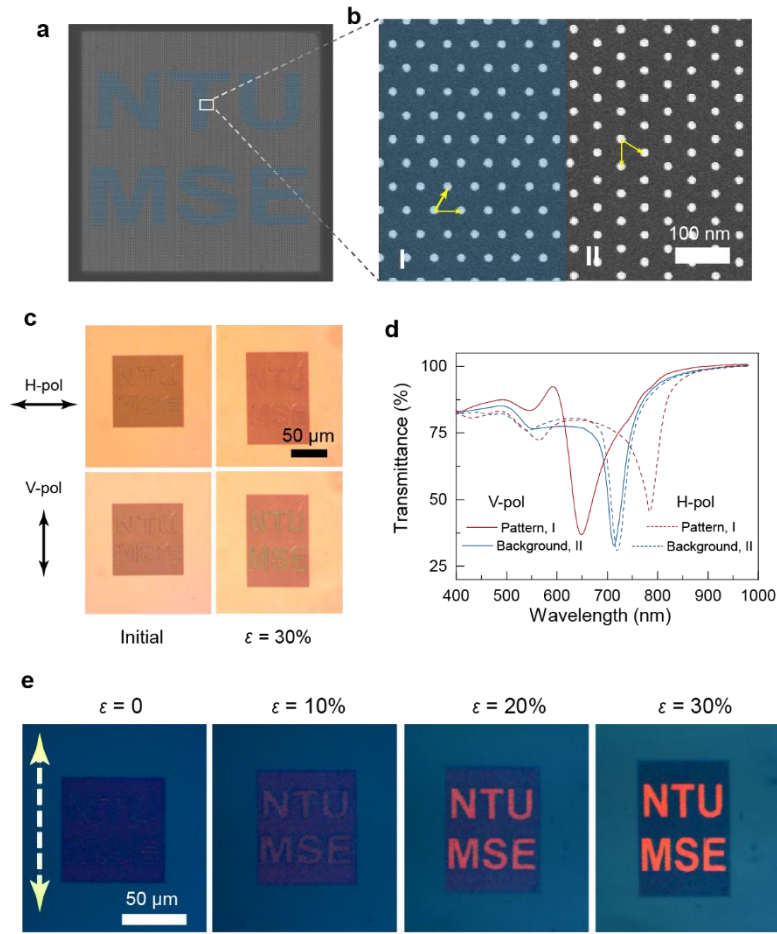 a
NTU
MSE
b
I
II
100 nm
c
H-pol
V-pol
NTU
MSE
NTU
MSE
50 µm
NTU
MSE
NTU
MSE
Initial
ε = 30%
d
Transmittance (%)
100
75
50
25
V-pol
H-pol
Pattern, I
Pattern, I
Background, II
Background, II
400 500 600 700 800 900 1000
Wavelength (nm)
e
ε = 0
ε = 10%
ε = 20%
ε = 30%
50 µm
NTU
MSE
NTU
MSE
NTU
MSE
NTU
MSE